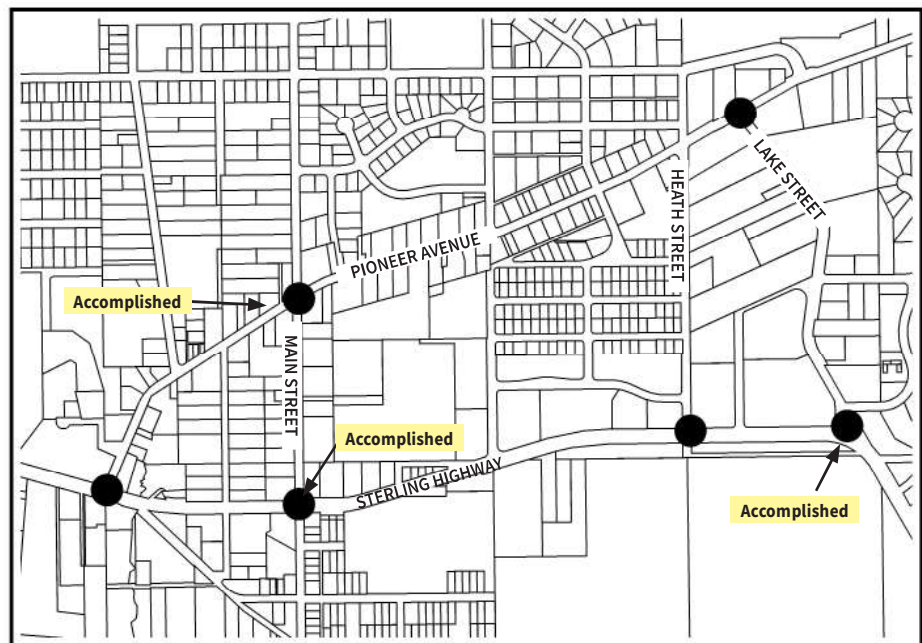 LAKE STREET
HEATH STREET
PIONEER AVENUE
Accomplished
MAIN STREET
Accomplished
STERLING HIGHWAY
Accomplished